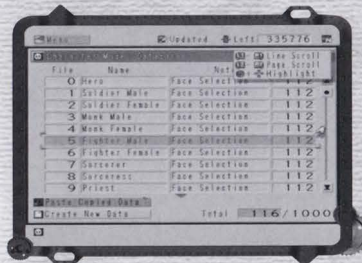 Menu Updated Left: 335776
Line Scroll
Page Scroll
Highlight
File Name
0 Hero Face Selection 112
1 Soldier Male Face Selection 112
2 Soldier Female Face Selection 112
3 Monk Male Face Selection 112
4 Monk Female Face Selection 112
5 Fighter Male Face Selection 112
6 Fighter Female Face Selection 112
7 Sorcerer Face Selection 112
8 Sorceress Face Selection 112
9 Priest Face Selection 112
Paste Copied Data
Create New Data Total 116/1000